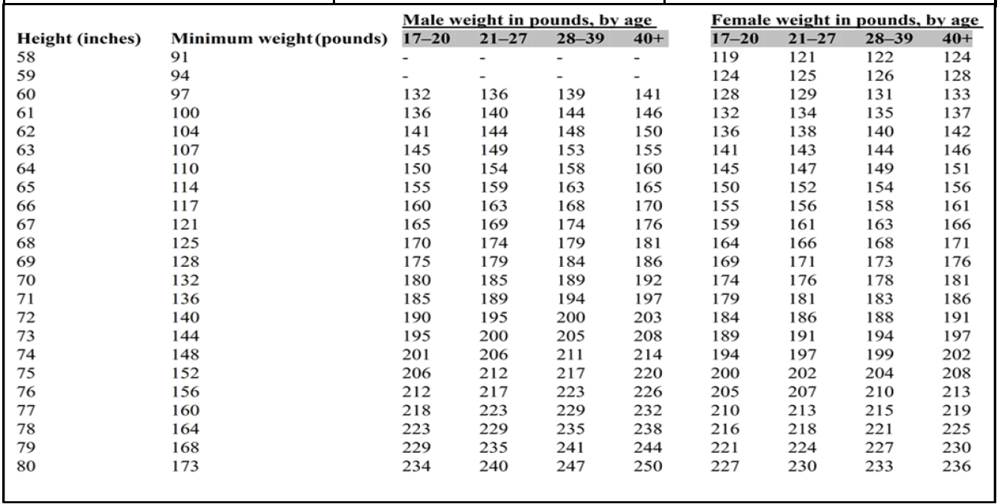 Male weight in pounds, by age Female weight in pounds, by age
Height (inches) Minimum weight (pounds) 17–20 21–27 28–39 40+ 17–20 21–27 28–39 40+
58 91 - - - - 119 121 122 124
59 94 - - - - 124 125 126 128
60 97 132 136 139 141 128 129 131 133
61 100 136 140 144 146 132 134 135 137
62 104 141 144 148 150 136 138 140 142
63 107 145 149 153 155 141 143 144 146
64 110 150 154 158 160 145 147 149 151
65 114 155 159 163 165 150 152 154 156
66 117 160 163 168 170 155 156 158 161
67 121 165 169 174 176 159 161 163 166
68 125 170 174 179 181 164 166 168 171
69 128 175 179 184 186 169 171 173 176
70 132 180 185 189 192 174 176 178 181
71 136 185 189 194 197 179 181 183 186
72 140 190 195 200 203 184 186 188 191
73 144 195 200 205 208 189 191 194 197
74 148 201 206 211 214 194 197 199 202
75 152 206 212 217 220 200 202 204 208
76 156 212 217 223 226 205 207 210 213
77 160 218 223 229 232 210 213 215 219
78 164 223 229 235 238 216 218 221 225
79 168 229 235 241 244 221 224 227 230
80 173 234 240 247 250 227 230 233 236